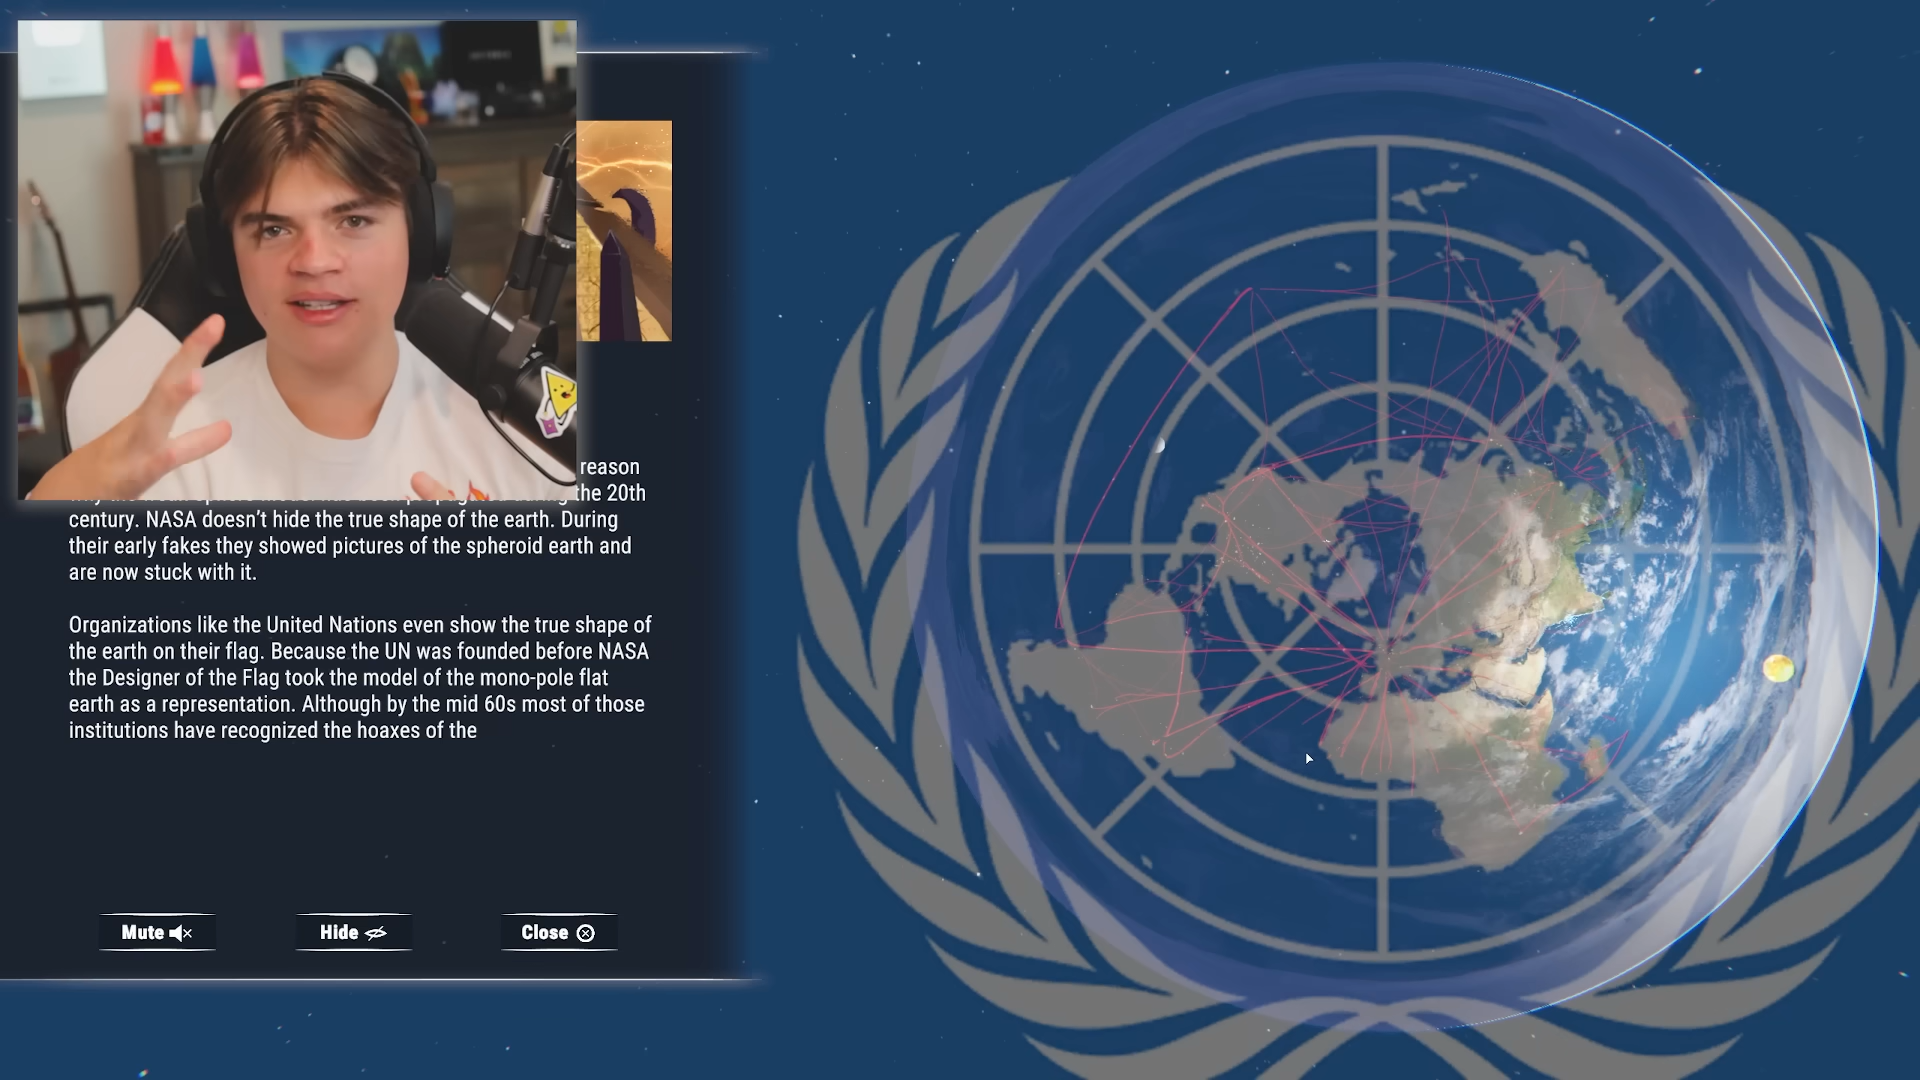 reason
the 20th
century. NASA doesn’t hide the true shape of the earth. During
their early fakes they showed pictures of the spheroid earth and
are now stuck with it.
Organizations like the United Nations even show the true shape of
the earth on their flag. Because the UN was founded before NASA
the Designer of the Flag took the model of the mono-pole flat
earth as a representation. Although by the mid 60s most of those
institutions have recognized the hoaxes of the
Mute
Hide
Close